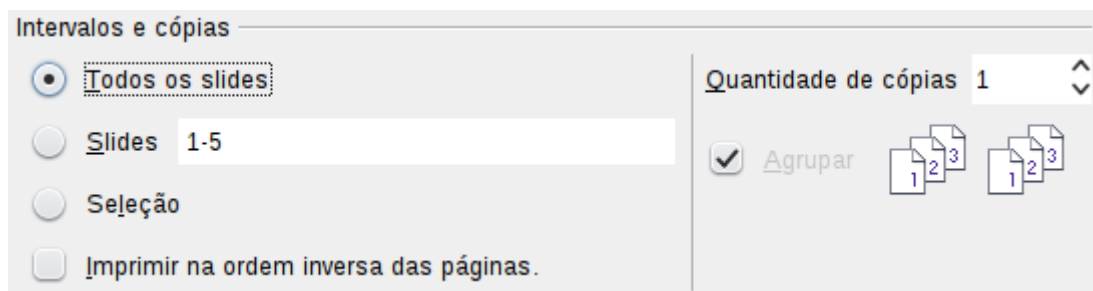 Intervalos e cópias
Todos os slides
Slides 1-5
Seleção
Imprimir na ordem inversa das páginas.
Quantidade de cópias 1
Agrupar 1 2 3 1 2 3